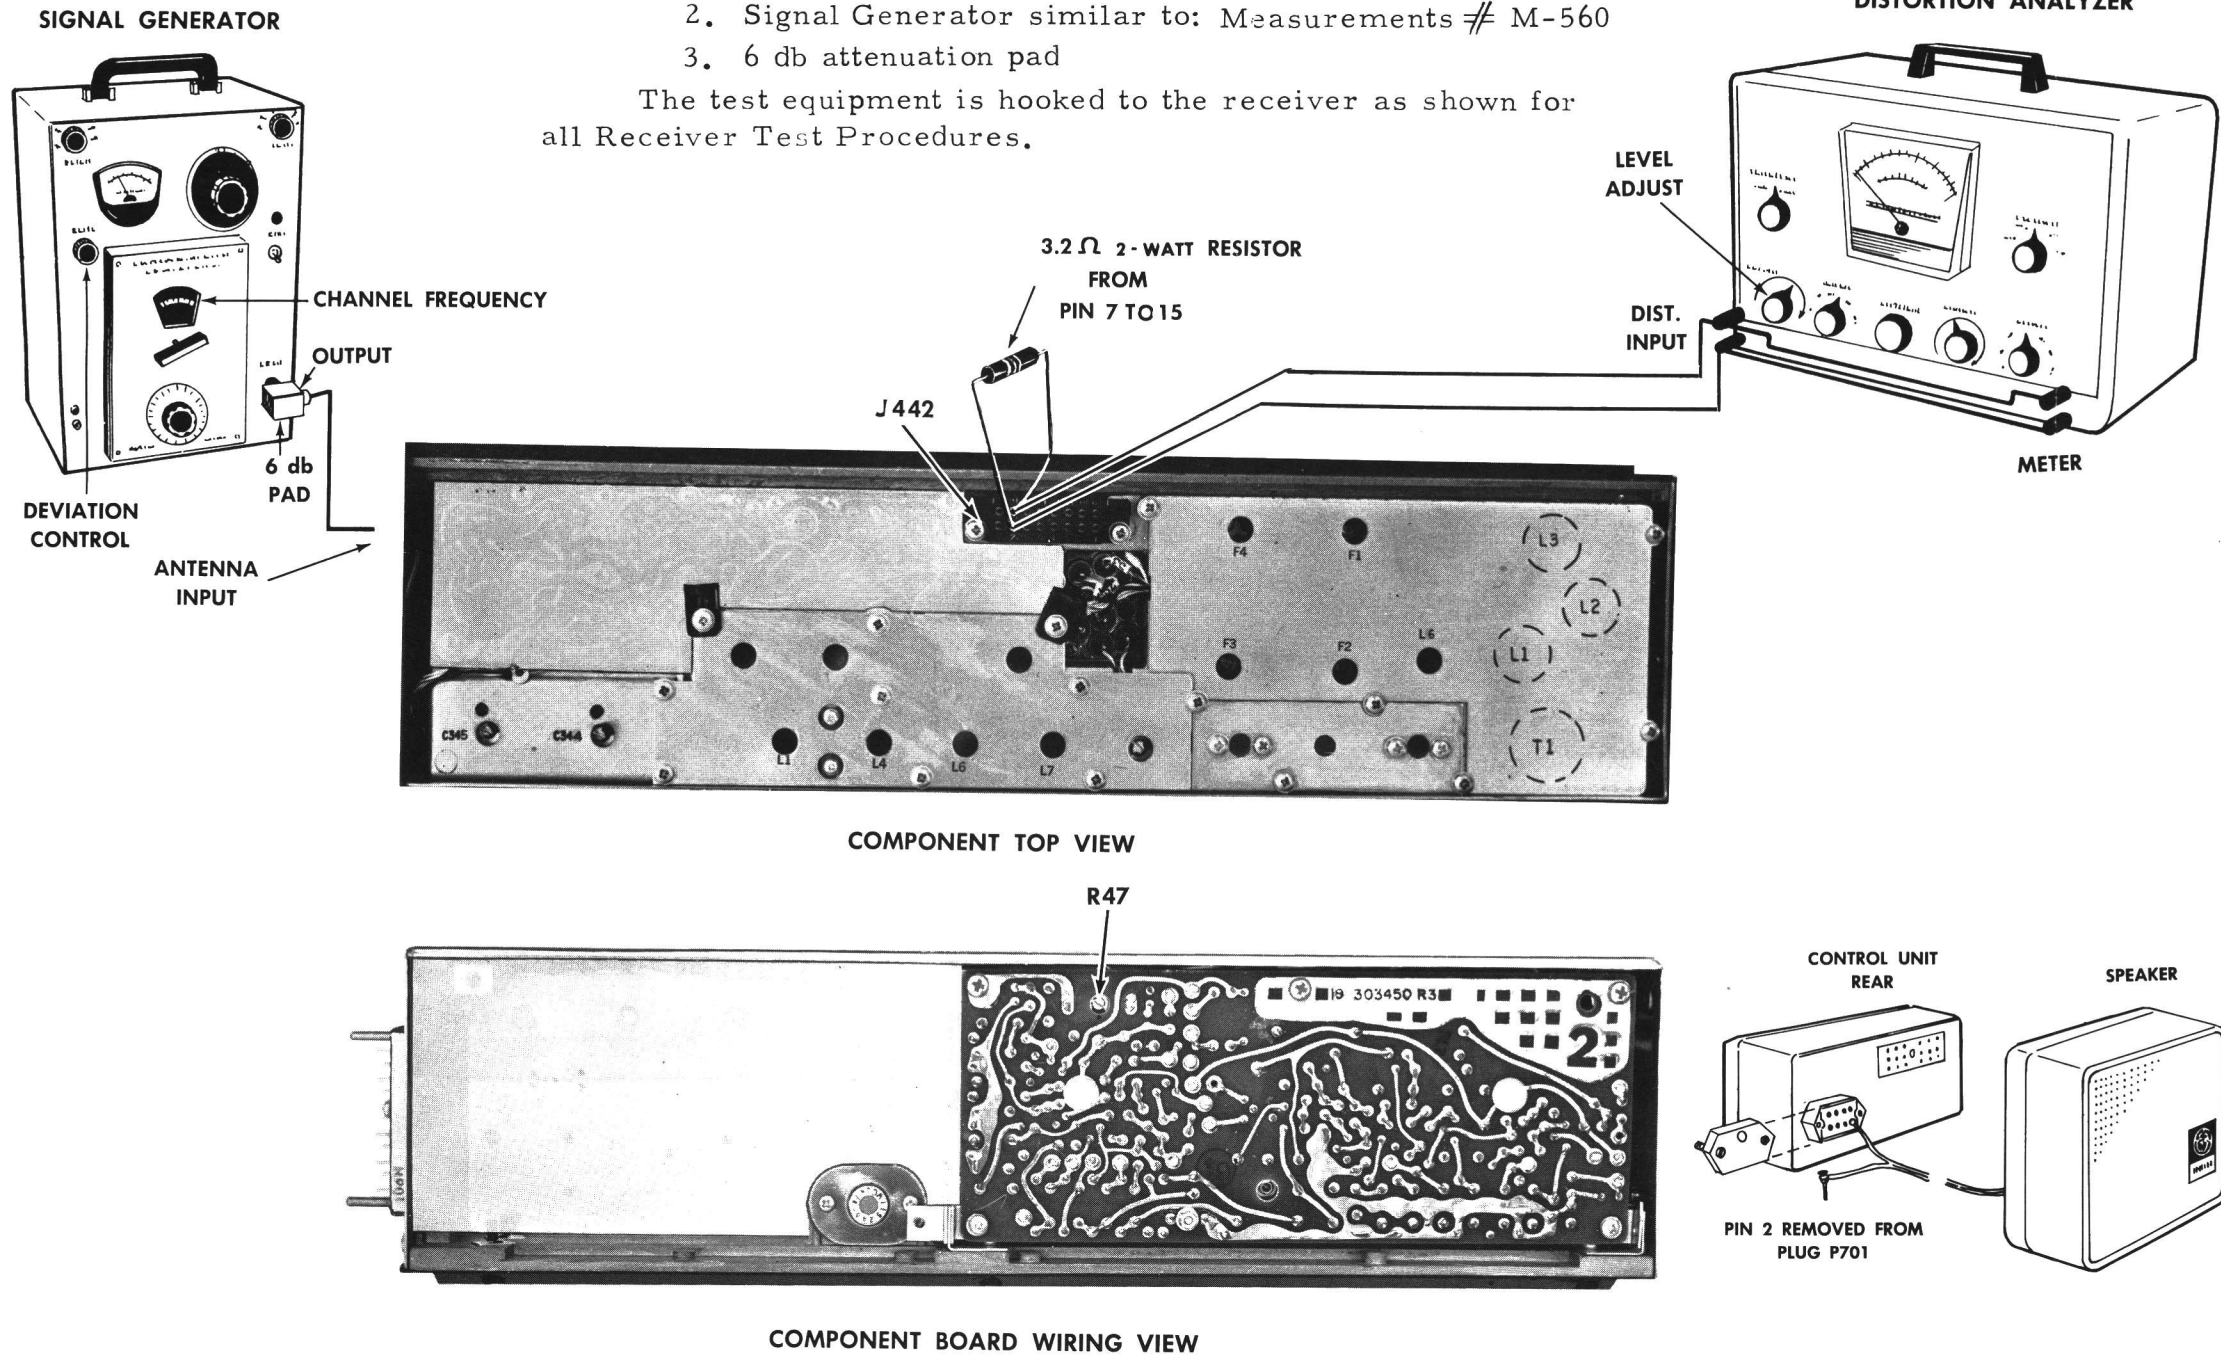 SIGNAL GENERATOR
2. Signal Generator similar to: Measurements # M-560
DISTORTION ANALYZER
3. 6 db attenuation pad
The test equipment is hooked to the receiver as shown for
all Receiver Test Procedures.
LEVEL
ADJUST
3.2 Ω 2-WATT RESISTOR
FROM
PIN 7 TO 15
CHANNEL FREQUENCY
OUTPUT
DIST.
INPUT
J442
6 db
PAD
METER
DEVIATION
CONTROL
ANTENNA
INPUT
F4
F1
L3
L2
F3
F2
L6
L1
C345
C344
L1
L4
L6
L7
T1
COMPONENT TOP VIEW
R47
CONTROL UNIT
REAR
SPEAKER
19 303450 R3
2
PIN 2 REMOVED FROM
PLUG P701
COMPONENT BOARD WIRING VIEW